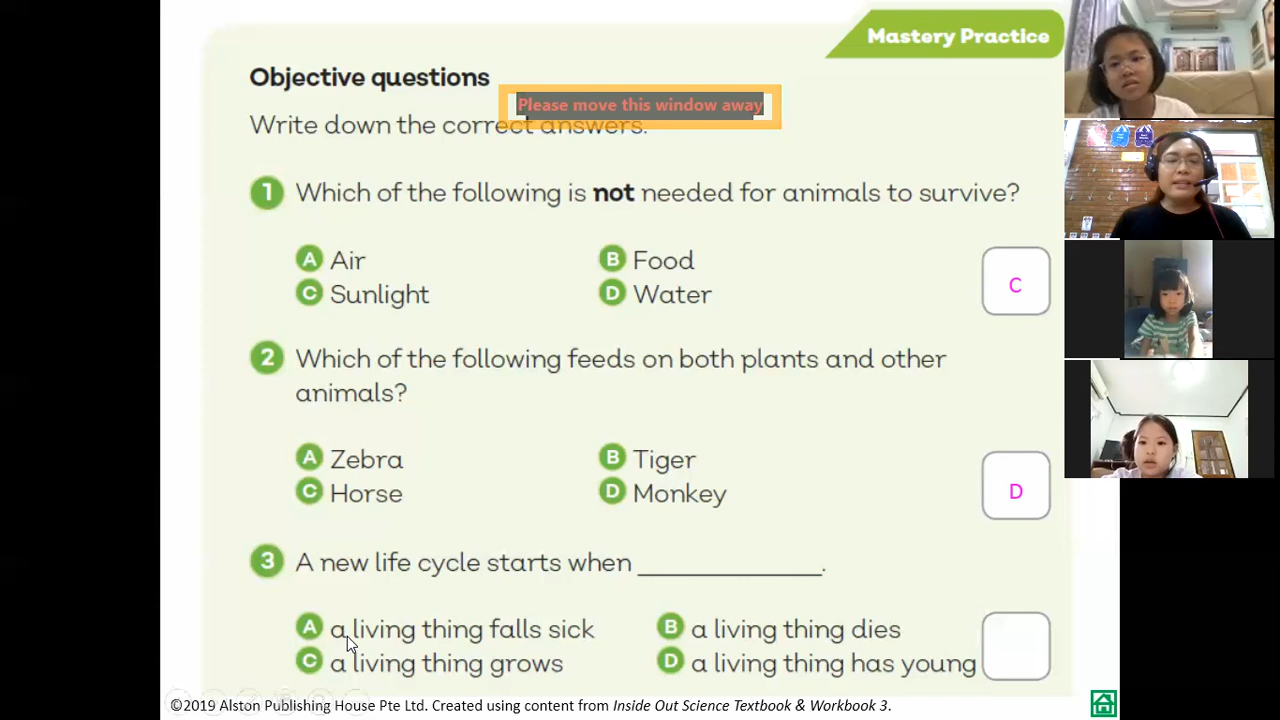 Mastery Practice
Objective questions
Please move this window away
Write down the correct answers.
1 Which of the following is not needed for animals to survive?
A Air B Food
C Sunlight D Water
C
2 Which of the following feeds on both plants and other
animals?
A Zebra B Tiger
C Horse D Monkey
D
3 A new life cycle starts when ______________.
A a living thing falls sick B a living thing dies
C a living thing grows D a living thing has young
©2019 Alston Publishing House Pte Ltd. Created using content from Inside Out Science Textbook & Workbook 3.